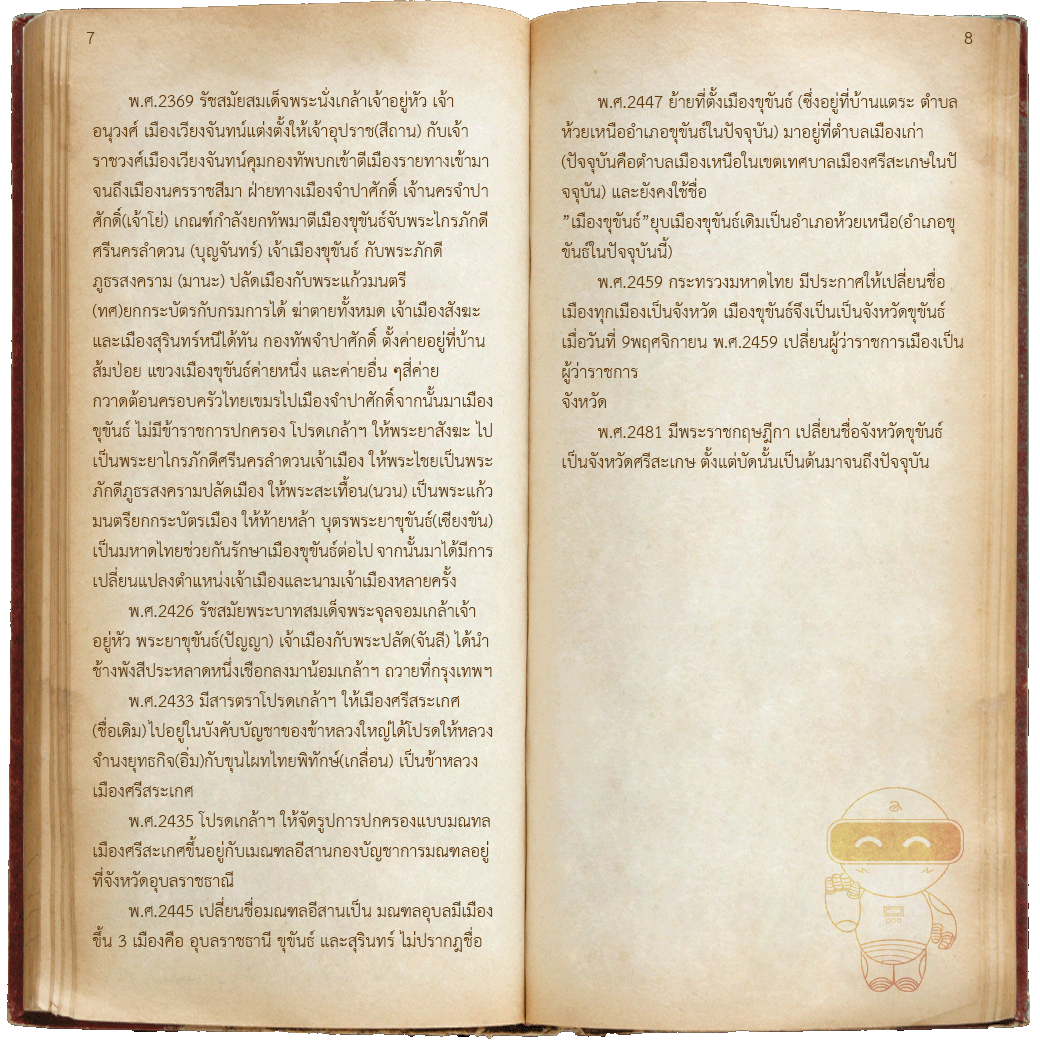 7
พ.ศ.2369 รัชสมัยสมเด็จพระนั่งเกล้าเจ้าอยู่หัว เจ้า
อนุวงศ์ เมืองเวียงจันทน์แต่งตั้งให้เจ้าอุปราช(สีถาน) กับเจ้า
ราชวงศ์เมืองเวียงจันทน์คุมกองทัพบกเข้าตีเมืองรายทางเข้ามา
จนถึงเมืองนครราชสีมา ฝ่ายทางเมืองจำปาศักดิ์ เจ้านครจำปา
ศักดิ์(เจ้าโย่) เกณฑ์กำลังยกทัพมาตีเมืองขุขันธ์จับพระไกรภักดี
ศรีนครลำดวน (บุญจันทร์) เจ้าเมืองขุขันธ์ กับพระภักดี
ภูธรสงคราม (มานะ) ปลัดเมืองกับพระแก้วมนตรี
(ทศ)ยกกระบัตรกับกรมการได้ ฆ่าตายทั้งหมด เจ้าเมืองสังฆะ
และเมืองสุรินทร์หนีได้ทัน กองทัพจำปาศักดิ์ ตั้งค่ายอยู่ที่บ้าน
ส้มป่อย แขวงเมืองขุขันธ์ค่ายหนึ่ง และค่ายอื่น ๆสี่ค่าย
กวาดต้อนครอบครัวไทยเขมรไปเมืองจำปาศักดิ์จากนั้นมาเมือง
ขุขันธ์ ไม่มีข้าราชการปกครอง โปรดเกล้าฯ ให้พระยาสังฆะ ไป
เป็นพระยาไกรภักดีศรีนครลำดวนเจ้าเมือง ให้พระไชยเป็นพระ
ภักดีภูธรสงครามปลัดเมือง ให้พระสะเทื้อน(นวน) เป็นพระแก้ว
มนตรียกกระบัตรเมือง ให้ท้ายหล้า บุตรพระยาขุขันธ์(เซียงขัน)
เป็นมหาดไทยช่วยกันรักษาเมืองขุขันธ์ต่อไป จากนั้นมาได้มีการ
เปลี่ยนแปลงตำแหน่งเจ้าเมืองและนามเจ้าเมืองหลายครั้ง
พ.ศ.2426 รัชสมัยพระบาทสมเด็จพระจุลจอมเกล้าเจ้า
อยู่หัว พระยาขุขันธ์(ปัญญา) เจ้าเมืองกับพระปลัด(จันลี) ได้นำ
ช้างพังสีประหลาดหนึ่งเชือกลงมาน้อมเกล้าฯ ถวายที่กรุงเทพฯ
พ.ศ.2433 มีสารตราโปรดเกล้าฯ ให้เมืองศรีสระเกศ
(ชื่อเดิม)ไปอยู่ในบังคับบัญชาของข้าหลวงใหญ่ได้โปรดให้หลวง
จำนงยุทธกิจ(อิ่ม)กับขุนไผทไทยพิทักษ์(เกลื่อน) เป็นข้าหลวง
เมืองศรีสระเกศ
พ.ศ.2435 โปรดเกล้าฯ ให้จัดรูปการปกครองแบบมณฑล
เมืองศรีสะเกศขึ้นอยู่กับเมณฑลอีสานกองบัญชาการมณฑลอยู่
ที่จังหวัดอุบลราชธาณี
พ.ศ.2445 เปลี่ยนชื่อมณฑลอีสานเป็น มณฑลอุบลมีเมือง
ขึ้น 3 เมืองคือ อุบลราชธานี ขุขันธ์ และสุรินทร์ ไม่ปรากฎชื่อ
8
พ.ศ.2447 ย้ายที่ตั้งเมืองขุขันธ์ (ซึ่งอยู่ที่บ้านแตระ ตำบล
ห้วยเหนืออำเภอขุขันธ์ในปัจจุบัน) มาอยู่ที่ตำบลเมืองเก่า
(ปัจจุบันคือตำบลเมืองเหนือในเขตเทศบาลเมืองศรีสะเกษในปั
จจุบัน) และยังคงใช้ชื่อ
”เมืองขุขันธ์”ยุบเมืองขุขันธ์เดิมเป็นอำเภอห้วยเหนือ(อำเภอขุ
ขันธ์ในปัจจุบันนี้)
พ.ศ.2459 กระทรวงมหาดไทย มีประกาศให้เปลี่ยนชื่อ
เมืองทุกเมืองเป็นจังหวัด เมืองขุขันธ์จึงเป็นเป็นจังหวัดขุขันธ์
เมื่อวันที่ 9พฤศจิกายน พ.ศ.2459 เปลี่ยนผู้ว่าราชการเมืองเป็น
ผู้ว่าราชการ
จังหวัด
พ.ศ.2481 มีพระราชกฤษฎีกา เปลี่ยนชื่อจังหวัดขุขันธ์
เป็นจังหวัดศรีสะเกษ ตั้งแต่บัดนั้นเป็นต้นมาจนถึงปัจจุบัน